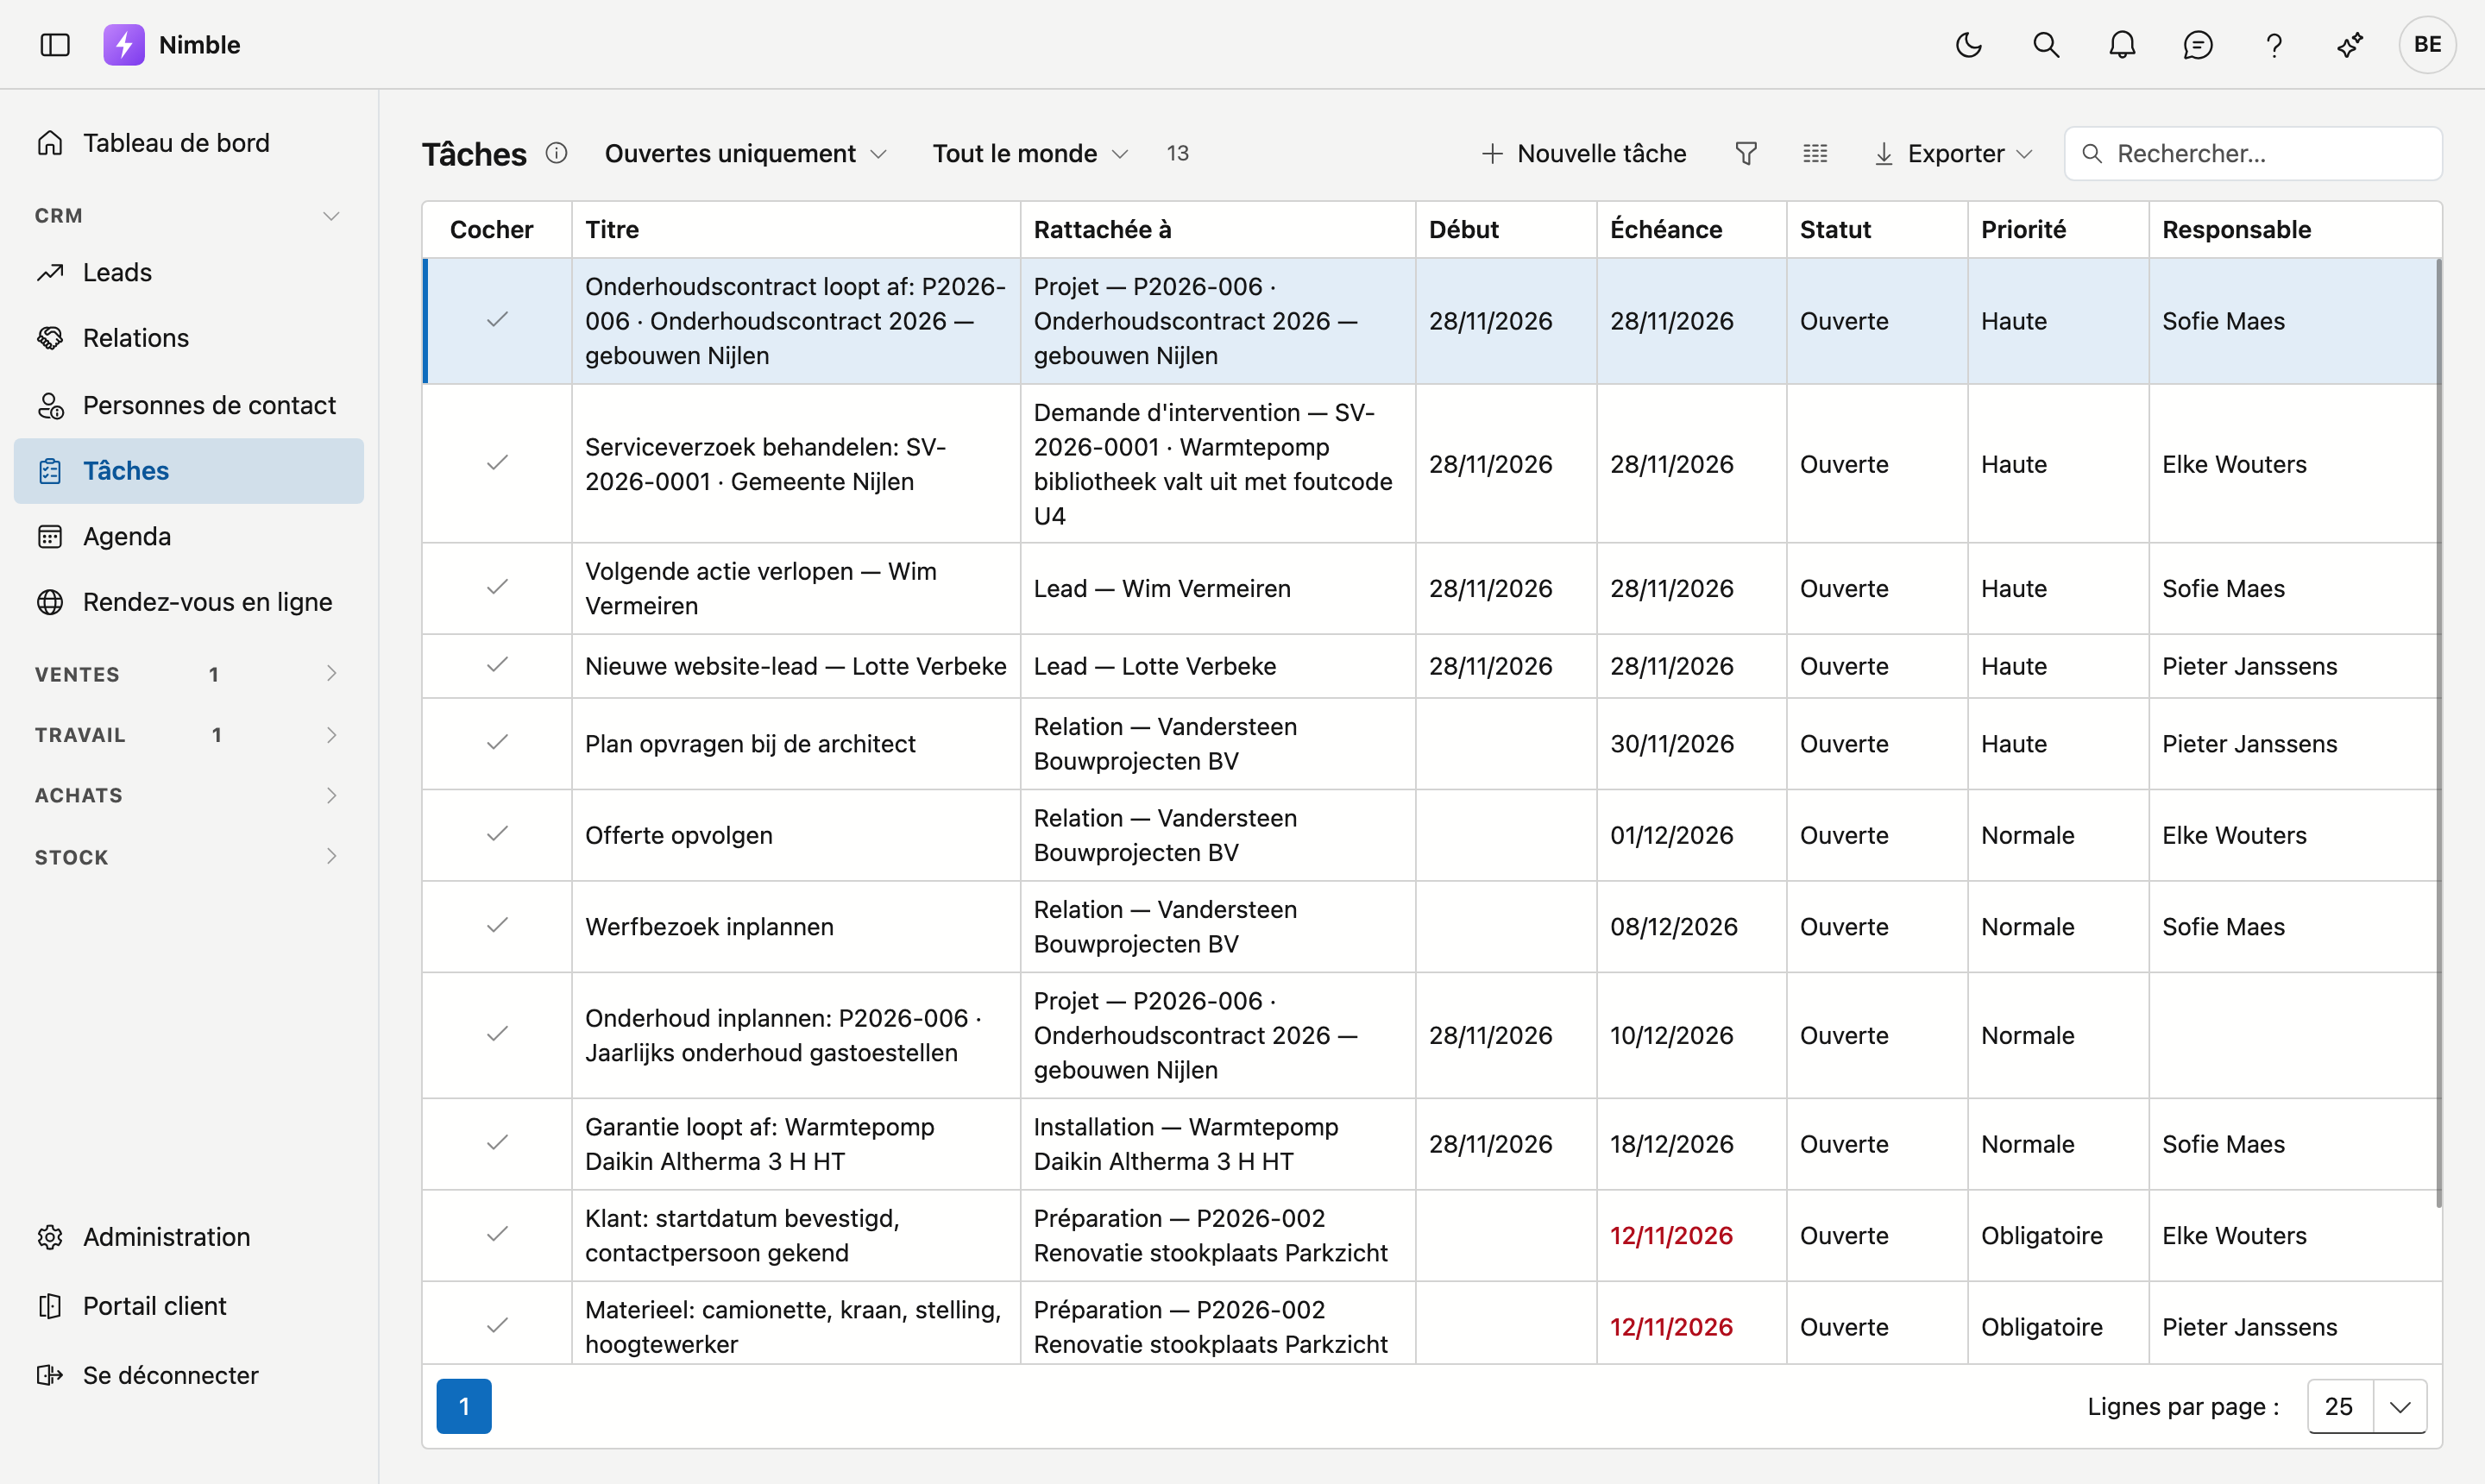 Nimble
BE
Tableau de bord
CRM
Leads
Relations
Personnes de contact
Tâches
Agenda
Rendez-vous en ligne
VENTES 1
TRAVAIL 1
ACHATS
STOCK
Administration
Portail client
Se déconnecter
Tâches Ouvertes uniquement Tout le monde 13 Nouvelle tâche Exporter Rechercher...
Cocher Titre Rattachée à Début Échéance Statut Priorité Responsable
Onderhoudscontract loopt af: P2026-
006 · Onderhoudscontract 2026 —
gebouwen Nijlen
Projet — P2026-006 ·
Onderhoudscontract 2026 —
gebouwen Nijlen
28/11/2026 28/11/2026 Ouverte Haute Sofie Maes
Serviceverzoek behandelen: SV-
2026-0001 · Gemeente Nijlen
Demande d'intervention — SV-
2026-0001 · Warmtepomp
bibliotheek valt uit met foutcode
U4
28/11/2026 28/11/2026 Ouverte Haute Elke Wouters
Volgende actie verlopen — Wim
Vermeiren
Lead — Wim Vermeiren
28/11/2026 28/11/2026 Ouverte Haute Sofie Maes
Nieuwe website-lead — Lotte Verbeke
Lead — Lotte Verbeke
28/11/2026 28/11/2026 Ouverte Haute Pieter Janssens
Plan opvragen bij de architect
Relation — Vandersteen
Bouwprojecten BV
30/11/2026 Ouverte Haute Pieter Janssens
Offerte opvolgen
Relation — Vandersteen
Bouwprojecten BV
01/12/2026 Ouverte Normale Elke Wouters
Werfbezoek inplannen
Relation — Vandersteen
Bouwprojecten BV
08/12/2026 Ouverte Normale Sofie Maes
Onderhoud inplannen: P2026-006 ·
Jaarlijks onderhoud gastoestellen
Projet — P2026-006 ·
Onderhoudscontract 2026 —
gebouwen Nijlen
28/11/2026 10/12/2026 Ouverte Normale
Garantie loopt af: Warmtepomp
Daikin Altherma 3 H HT
Installation — Warmtepomp
Daikin Altherma 3 H HT
28/11/2026 18/12/2026 Ouverte Normale Sofie Maes
Klant: startdatum bevestigd,
contactpersoon gekend
Préparation — P2026-002
Renovatie stookplaats Parkzicht
12/11/2026 Ouverte Obligatoire Elke Wouters
Materieel: camionette, kraan, stelling,
hoogtewerker
Préparation — P2026-002
Renovatie stookplaats Parkzicht
12/11/2026 Ouverte Obligatoire Pieter Janssens
1 Lignes par page : 25